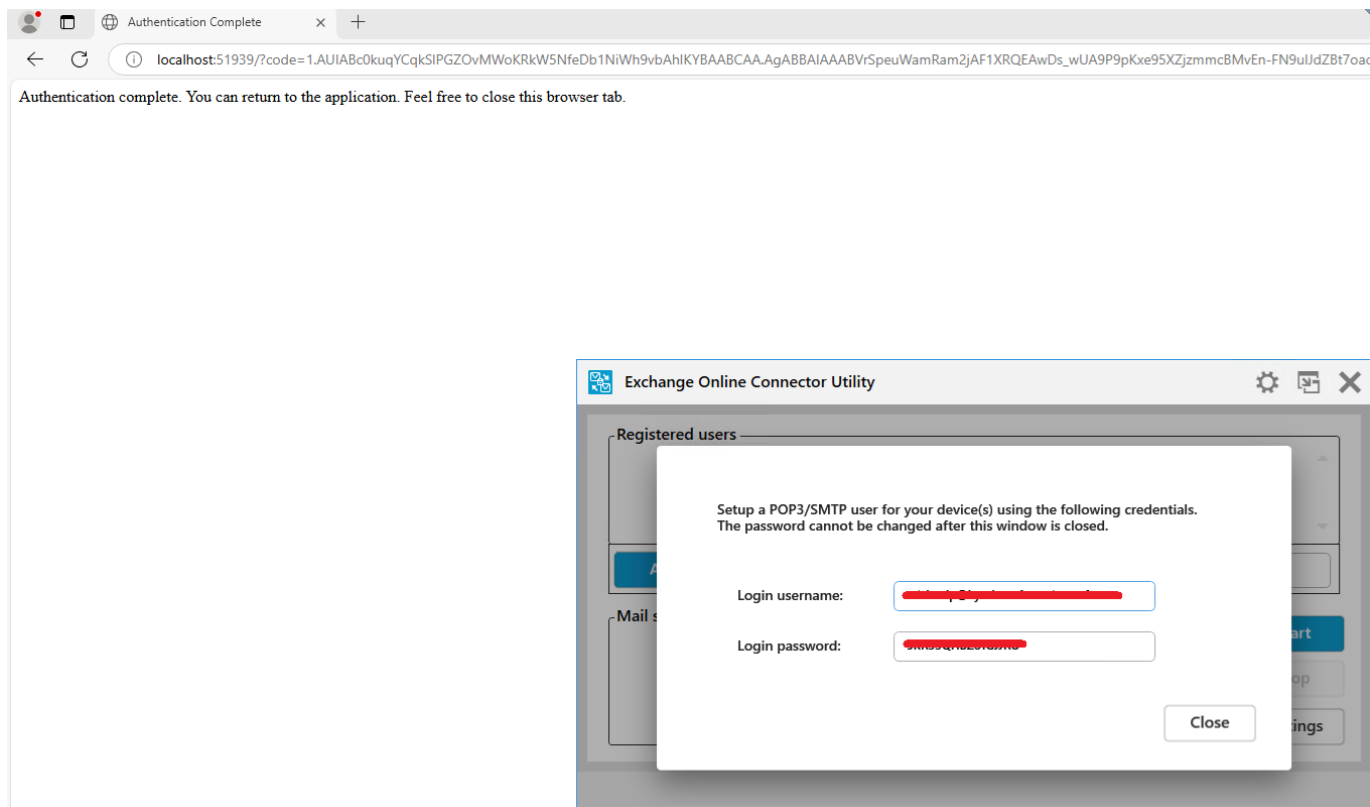 Authentication Complete
localhost:51939/?code=1.AUIABc0kuqYCqkSIPGZOvMWoKRkW5NfeDb1NiWh9vbAhIKYBAABCAA.AgABBAIAAABVrSpeuWamRam2jAF1XRQEAwDs_wUA9P9pKxe95XZjzmmcBMvEn-FN9uIJdZBt7oac
Authentication complete. You can return to the application. Feel free to close this browser tab.
Exchange Online Connector Utility
Registered users
Setup a POP3/SMTP user for your device(s) using the following credentials.
The password cannot be changed after this window is closed.
Login username:
Mail s
Login password:
art
op
Close
ings